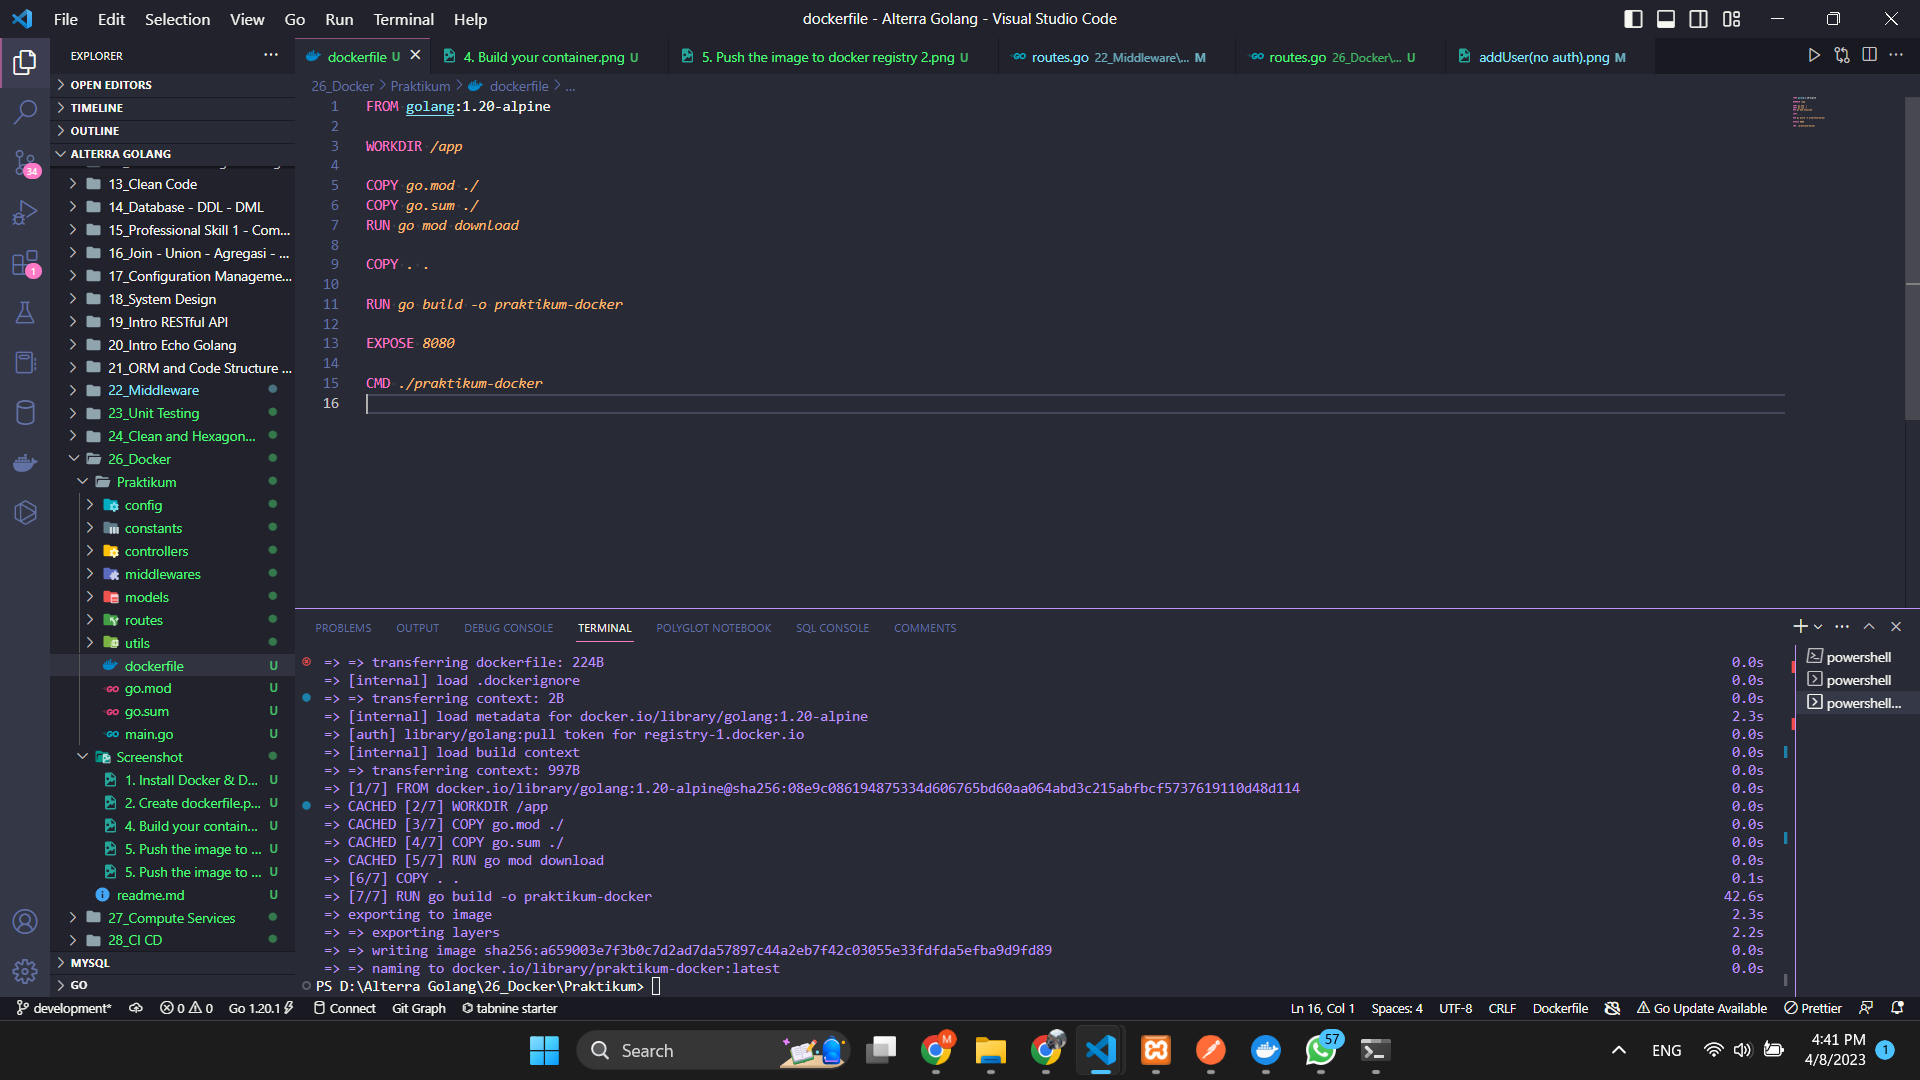 File Edit Selection View Go Run Terminal Help
dockerfile - Alterra Golang - Visual Studio Code
EXPLORER
OPEN EDITORS
TIMELINE
OUTLINE
ALTERRA GOLANG
13_Clean Code
14_Database - DDL - DML
15_Professional Skill 1 - Com...
16_Join - Union - Agregasi - ...
17_Configuration Manageme...
18_System Design
19_Intro RESTful API
20_Intro Echo Golang
21_ORM and Code Structure ...
22_Middleware
23_Unit Testing
24_Clean and Hexagon...
26_Docker
Praktikum
config
constants
controllers
middlewares
models
routes
utils
dockerfile U
go.mod U
go.sum U
main.go U
Screenshot
1. Install Docker & D... U
2. Create dockerfile.p... U
4. Build your contain... U
5. Push the image to ... U
5. Push the image to ... U
readme.md U
27_Compute Services
28_CI CD
MYSQL
GO
34
1
dockerfile U
4. Build your container.png U
5. Push the image to docker registry 2.png U
routes.go 22_Middleware\... M
routes.go 26_Docker\... U
addUser(no auth).png M
26_Docker > Praktikum > dockerfile > ...
1 FROM golang:1.20-alpine
2
3 WORKDIR /app
4
5 COPY go.mod ./
6 COPY go.sum ./
7 RUN go mod download
8
9 COPY . .
10
11 RUN go build -o praktikum-docker
12
13 EXPOSE 8080
14
15 CMD ./praktikum-docker
16
PROBLEMS OUTPUT DEBUG CONSOLE TERMINAL POLYGLOT NOTEBOOK SQL CONSOLE COMMENTS
=> => transferring dockerfile: 224B 0.0s
=> [internal] load .dockerignore 0.0s
=> => transferring context: 2B 0.0s
=> [internal] load metadata for docker.io/library/golang:1.20-alpine 2.3s
=> [auth] library/golang:pull token for registry-1.docker.io 0.0s
=> [internal] load build context 0.0s
=> => transferring context: 997B 0.0s
=> [1/7] FROM docker.io/library/golang:1.20-alpine@sha256:08e9c086194875334d606765bd60aa064abd3c215abfbcf5737619110d48d114 0.0s
=> CACHED [2/7] WORKDIR /app 0.0s
=> CACHED [3/7] COPY go.mod ./ 0.0s
=> CACHED [4/7] COPY go.sum ./ 0.0s
=> CACHED [5/7] RUN go mod download 0.0s
=> [6/7] COPY . . 0.1s
=> [7/7] RUN go build -o praktikum-docker 42.6s
=> exporting to image 2.3s
=> => exporting layers 2.2s
=> => writing image sha256:a659003e7f3b0c7d2ad7da57897c44a2eb7f42c03055e33fdfda5efba9d9fd89 0.0s
=> => naming to docker.io/library/praktikum-docker:latest 0.0s
PS D:\Alterra Golang\26_Docker\Praktikum>
powershell
powershell
powershell...
development* 0 0 Go 1.20.1 Connect Git Graph tabnine starter
Ln 16, Col 1 Spaces: 4 UTF-8 CRLF Dockerfile Go Update Available Prettier
Search
M
57
ENG
4:41 PM
4/8/2023
1